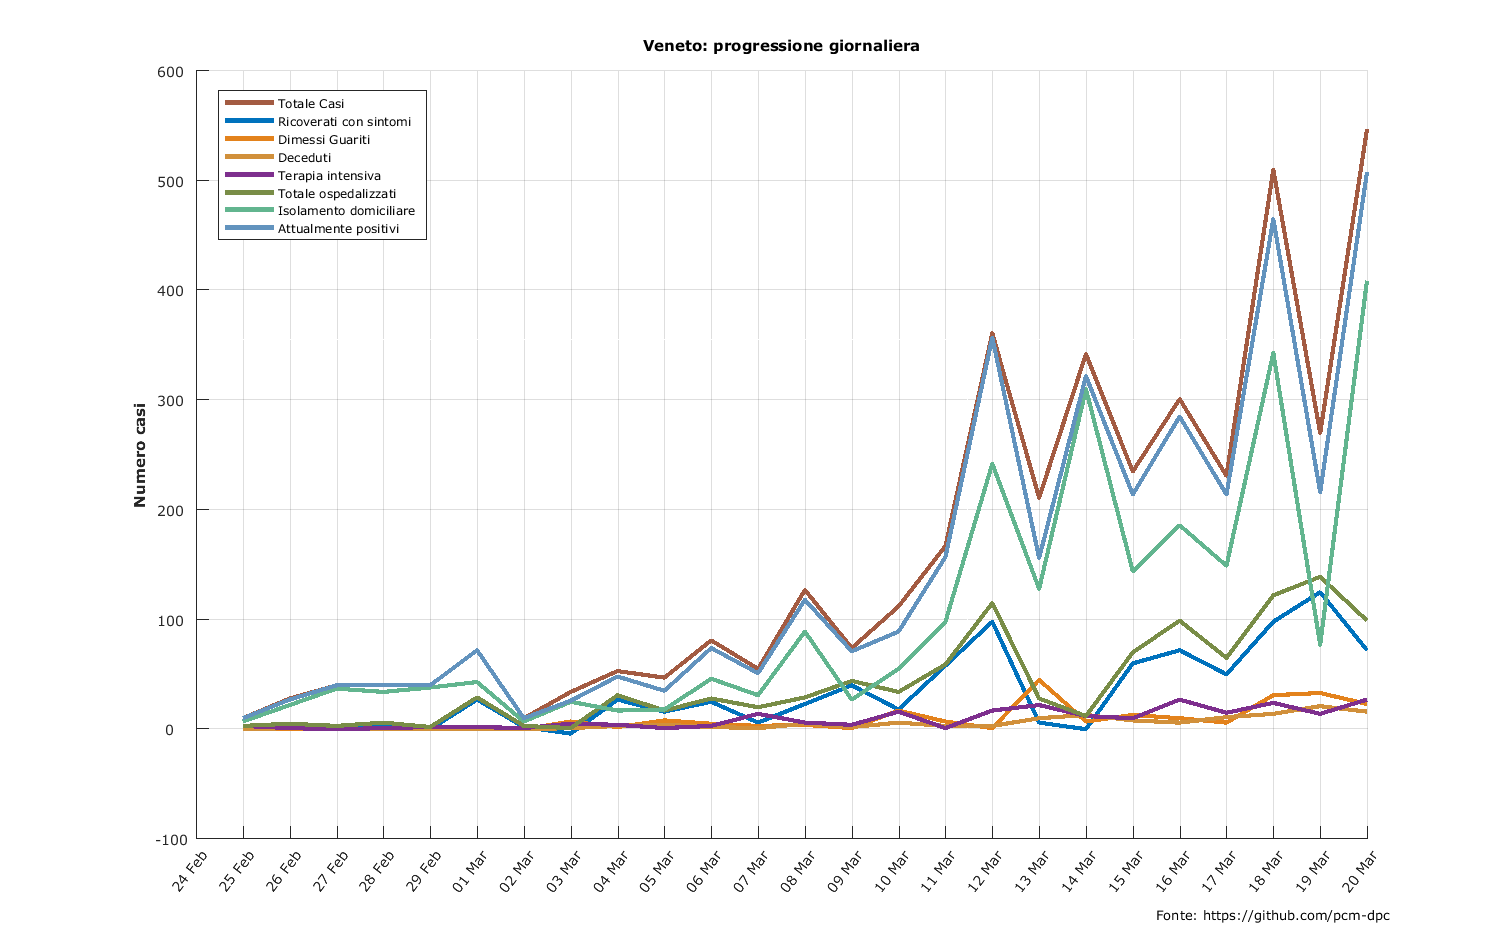 Veneto: progressione giornaliera
600
500
400
300
200
100
0
-100
Numero casi
Totale Casi
Ricoverati con sintomi
Dimessi Guariti
Deceduti
Terapia intensiva
Totale ospedalizzati
Isolamento domiciliare
Attualmente positivi
24 Feb
25 Feb
26 Feb
27 Feb
28 Feb
29 Feb
01 Mar
02 Mar
03 Mar
04 Mar
05 Mar
06 Mar
07 Mar
08 Mar
09 Mar
10 Mar
11 Mar
12 Mar
13 Mar
14 Mar
15 Mar
16 Mar
17 Mar
18 Mar
19 Mar
20 Mar
Fonte: https://github.com/pcm-dpc